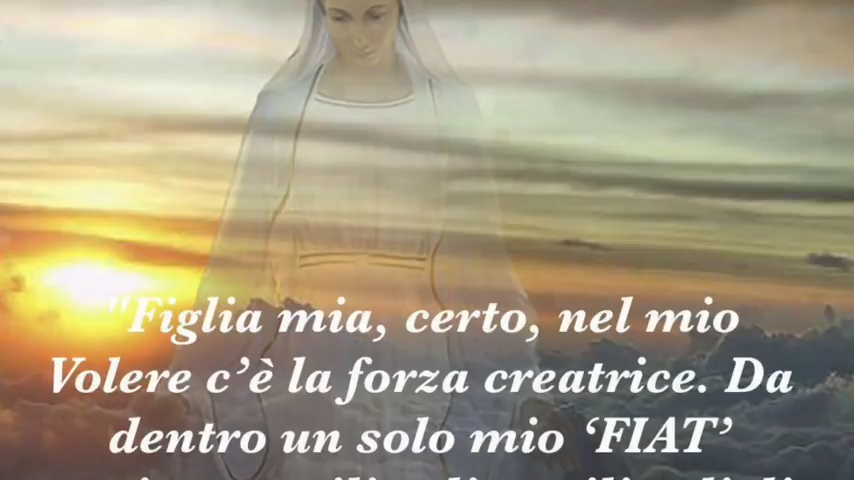 "Figlia mia, certo, nel mio
Volere c’è la forza creatrice. Da
dentro un solo mio ‘FIAT’